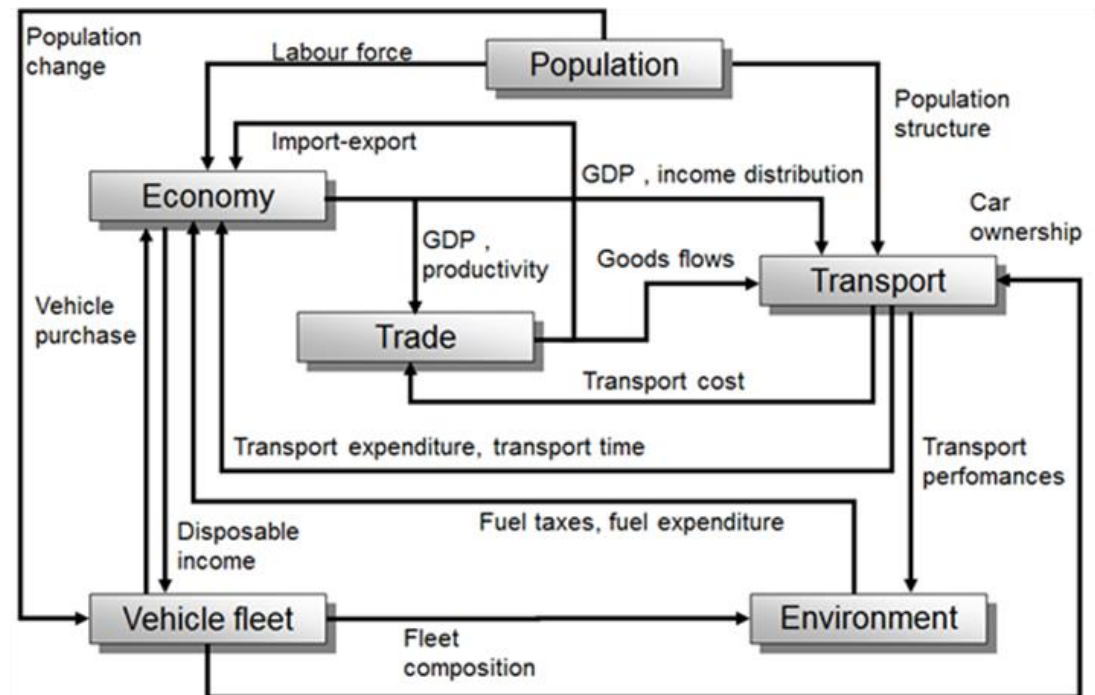 Population
change
Labour force
Population
Population
structure
Import-export
Economy
GDP , income distribution
Car
ownership
GDP ,
productivity
Goods flows
Transport
Vehicle
purchase
Trade
Transport cost
Transport expenditure, transport time
Transport
perfomances
Fuel taxes, fuel expenditure
Disposable
income
Vehicle fleet
Environment
Fleet
composition